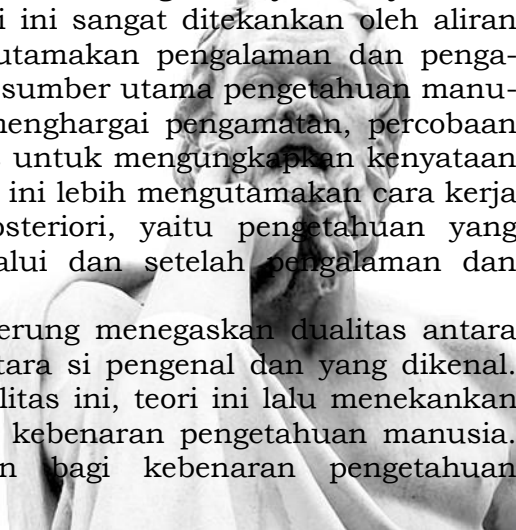 i ini sangat ditekankan oleh aliran
utamakan pengalaman dan penga-
sumber utama pengetahuan manu-
menghargai pengamatan, percobaan
untuk mengungkapkan kenyataan
ini lebih mengutamakan cara kerja
osteriori, yaitu pengetahuan yang
alui dan setelah pengalaman dan
erung menegaskan dualitas antara
tara si pengenal dan yang dikenal.
litas ini, teori ini lalu menekankan
kebenaran pengetahuan manusia.
n bagi kebenaran pengetahuan